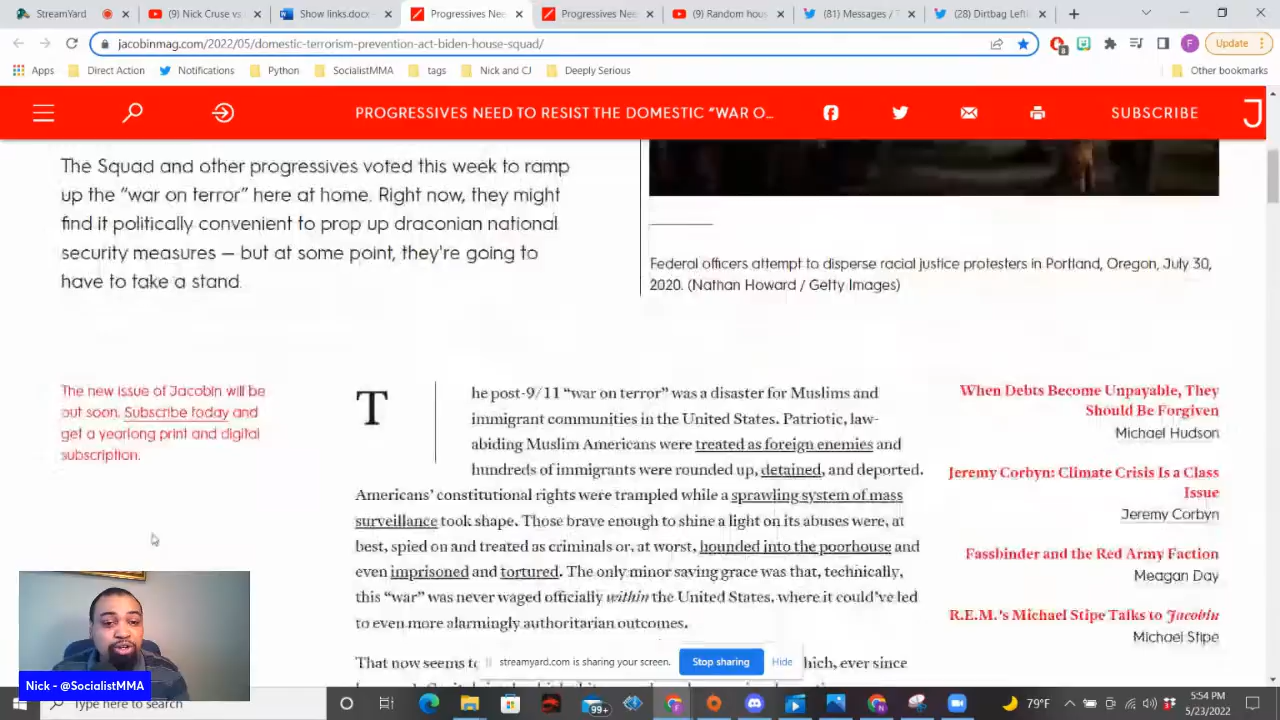 StreamYard
(9) Nick Cruse vs
Show links.docx
Progressives Nee
Progressives Nee
(9) Random hous
(81) Messages / T
(28) Dirtbag Lefti
jacobinmag.com/2022/05/domestic-terrorism-prevention-act-biden-house-squad/
Update
Apps
Direct Action
Notifications
Python
SocialistMMA
tags
Nick and CJ
Deeply Serious
Other bookmarks
PROGRESSIVES NEED TO RESIST THE DOMESTIC “WAR O...
SUBSCRIBE
J
The Squad and other progressives voted this week to ramp
up the “war on terror” here at home. Right now, they might
find it politically convenient to prop up draconian national
security measures — but at some point, they're going to
have to take a stand.
Federal officers attempt to disperse racial justice protesters in Portland, Oregon, July 30,
2020. (Nathan Howard / Getty Images)
The new issue of Jacobin will be
out soon. Subscribe today and
get a yearlong print and digital
subscription.
The post-9/11 “war on terror” was a disaster for Muslims and
immigrant communities in the United States. Patriotic, law-
abiding Muslim Americans were treated as foreign enemies and
hundreds of immigrants were rounded up, detained, and deported.
Americans’ constitutional rights were trampled while a sprawling system of mass
surveillance took shape. Those brave enough to shine a light on its abuses were, at
best, spied on and treated as criminals or, at worst, hounded into the poorhouse and
even imprisoned and tortured. The only minor saving grace was that, technically,
this “war” was never waged officially within the United States, where it could’ve led
to even more alarmingly authoritarian outcomes.
That now seems to
hich, ever since
When Debts Become Unpayable, They
Should Be Forgiven
Michael Hudson
Jeremy Corbyn: Climate Crisis Is a Class
Issue
Jeremy Corbyn
Fassbinder and the Red Army Faction
Meagan Day
R.E.M.'s Michael Stipe Talks to Jacobin
Michael Stipe
streamyard.com is sharing your screen.
Stop sharing
Hide
Nick - @SocialistMMA
Type here to search
99+
79°F
5:54 PM
5/23/2022